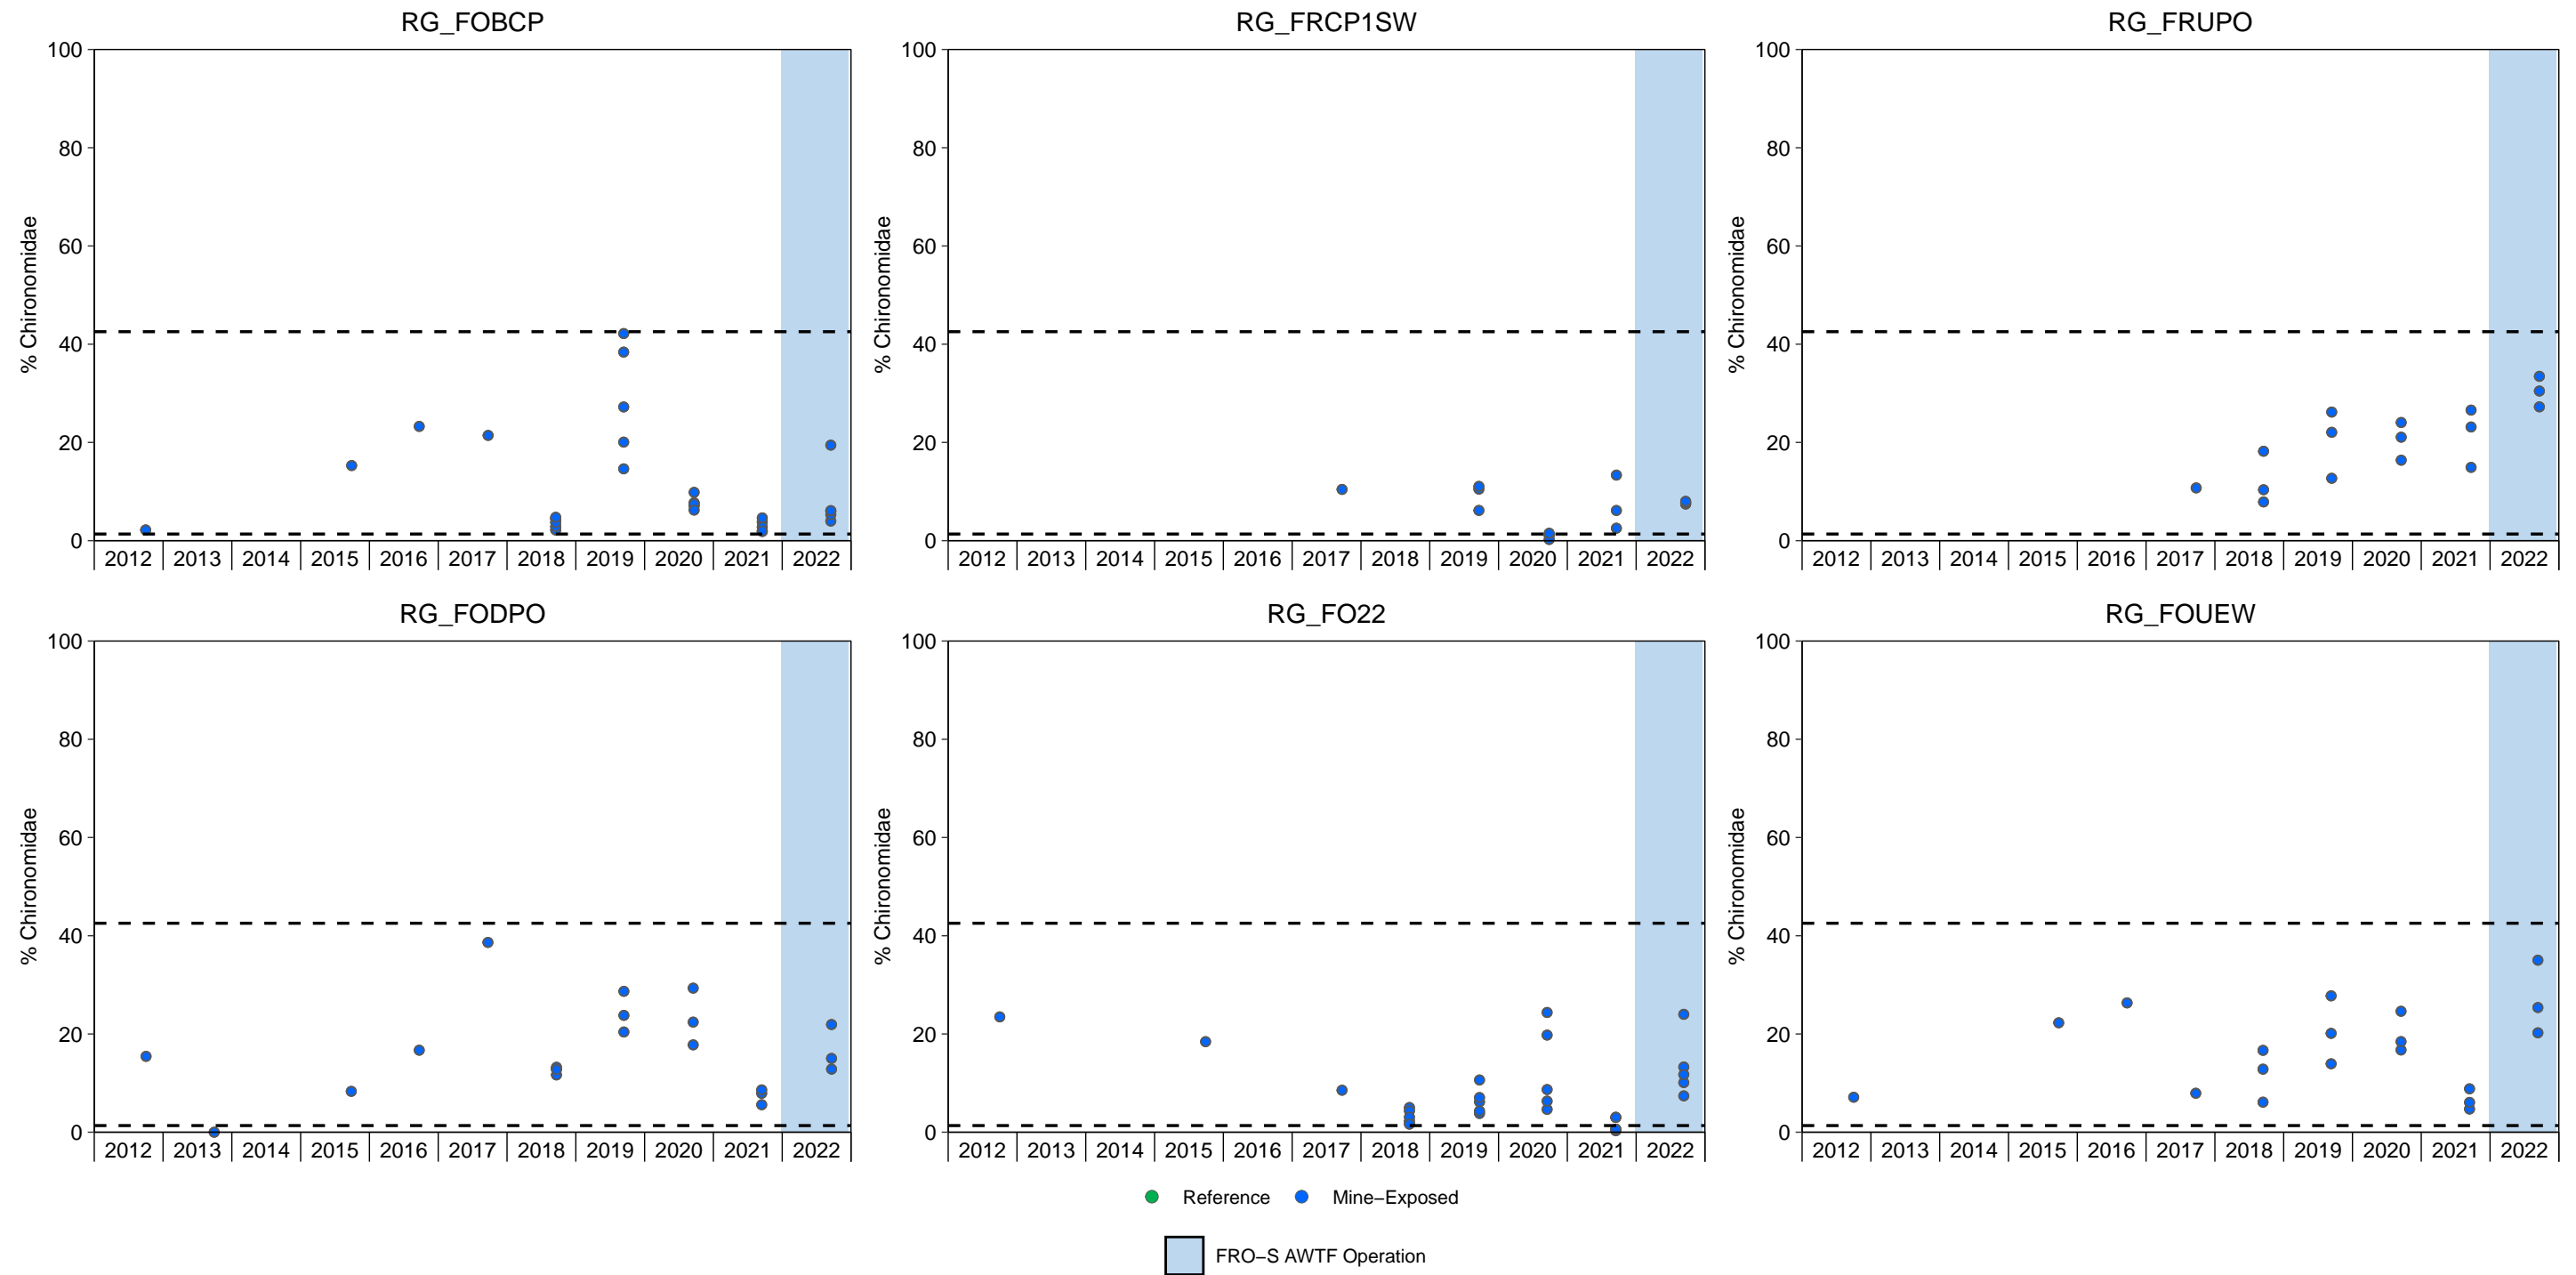 RG_FOBCP RG_FRCP1SW RG_FRUPO
100 100 100
80 80 80
60 60 60
40 40 40
20 20 20
0 0 0
% Chironomidae % Chironomidae % Chironomidae
2012 2013 2014 2015 2016 2017 2018 2019 2020 2021 2022 2012 2013 2014 2015 2016 2017 2018 2019 2020 2021 2022 2012 2013 2014 2015 2016 2017 2018 2019 2020 2021 2022
RG_FODPO RG_FO22 RG_FOUEW
100 100 100
80 80 80
60 60 60
40 40 40
20 20 20
0 0 0
% Chironomidae % Chironomidae % Chironomidae
2012 2013 2014 2015 2016 2017 2018 2019 2020 2021 2022 2012 2013 2014 2015 2016 2017 2018 2019 2020 2021 2022 2012 2013 2014 2015 2016 2017 2018 2019 2020 2021 2022
Reference Mine−Exposed
FRO−S AWTF Operation